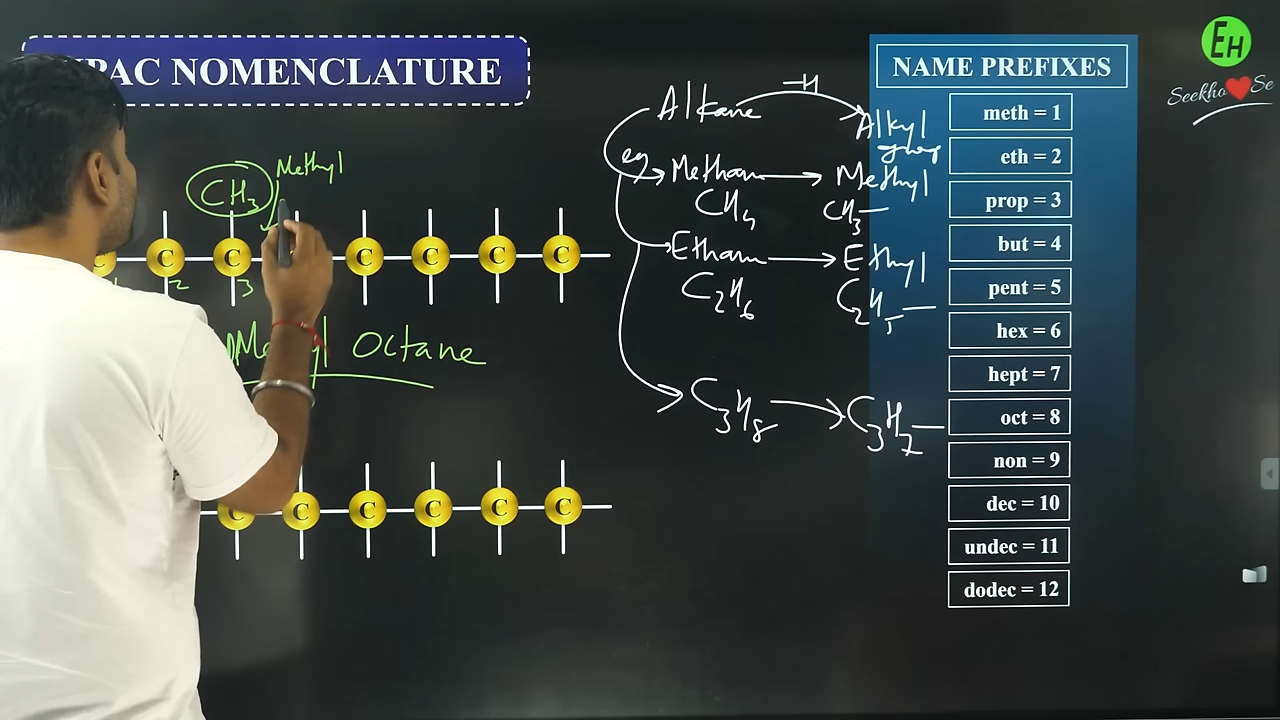 PAC NOMENCLATURE
CH3
Methyl
C C C C C C C
2 3
Octane
C C C C C C
Alkane -H Alkyl
group
eg Methane Methyl
CH4 CH3—
Ethane Ethyl
C2H6 C2H5—
C3H8 C3H7—
NAME PREFIXES
meth = 1
eth = 2
prop = 3
but = 4
pent = 5
hex = 6
hept = 7
oct = 8
non = 9
dec = 10
undec = 11
dodec = 12
EH
Seekho Se